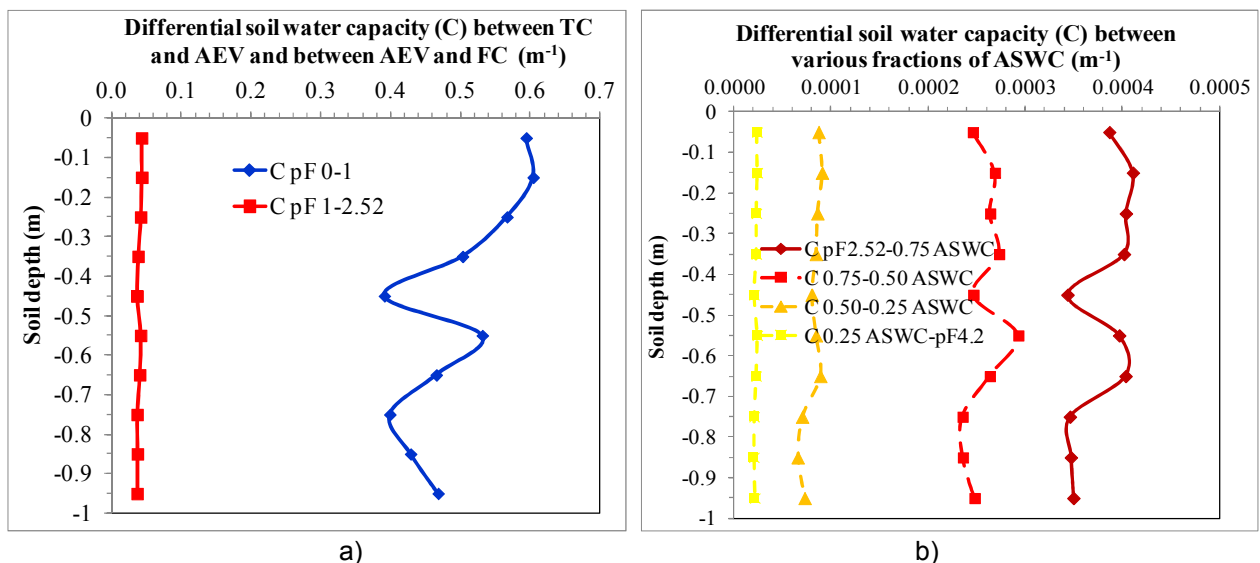 Differential soil water capacity (C) between TC
and AEV and between AEV and FC (m-1)
0.0 0.1 0.2 0.3 0.4 0.5 0.6 0.7
0
-0.1
-0.2
-0.3
-0.4
-0.5
-0.6
-0.7
-0.8
-0.9
-1
Soil depth (m)
C pF 0-1
C pF 1-2.52
a)
Differential soil water capacity (C) between
various fractions of ASWC (m-1)
0.0000 0.0001 0.0002 0.0003 0.0004 0.0005
0
-0.1
-0.2
-0.3
-0.4
-0.5
-0.6
-0.7
-0.8
-0.9
-1
Soil depth (m)
C pF2.52-0.75 ASWC
C 0.75-0.50 ASWC
C 0.50-0.25 ASWC
C 0.25 ASWC-pF4.2
b)